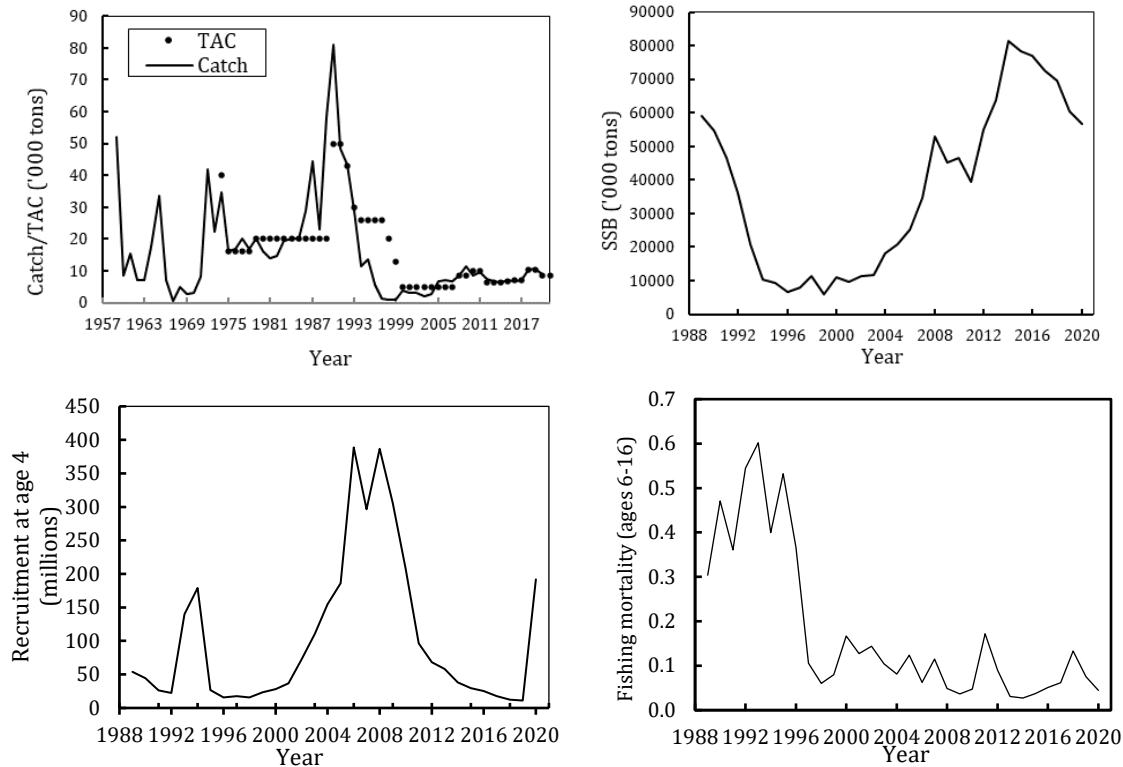 90
80
70
60
50
40
30
20
10
0
Catch/TAC ('000 tons)
TAC
Catch
1957 1963 1969 1975 1981 1987 1993 1999 2005 2011 2017
Year
90000
80000
70000
60000
50000
40000
30000
20000
10000
0
SSB ('000 tons)
1988 1992 1996 2000 2004 2008 2012 2016 2020
Year
450
400
350
300
250
200
150
100
50
0
Recruitment at age 4
(millions)
1988 1992 1996 2000 2004 2008 2012 2016 2020
Year
0.7
0.6
0.5
0.4
0.3
0.2
0.1
0.0
Fishing mortality (ages 6-16)
1988 1992 1996 2000 2004 2008 2012 2016 2020
Year